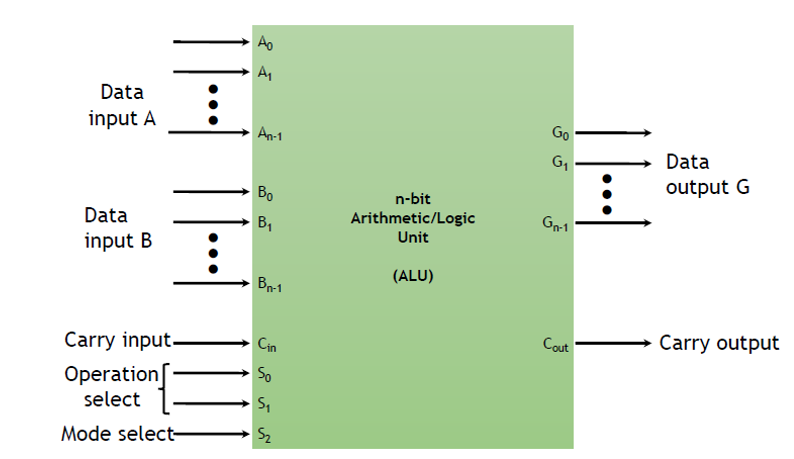 Data
input A
A0
A1
An-1
Data
input B
B0
B1
Bn-1
Carry input
Cin
Operation
select
S0
S1
Mode select
S2
n-bit
Arithmetic/Logic
Unit
(ALU)
G0
G1
Gn-1
Data
output G
Cout
Carry output